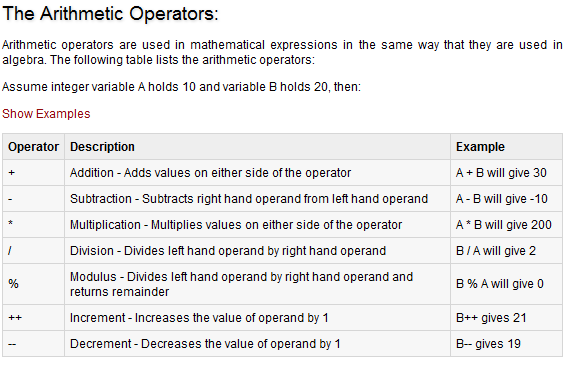 The Arithmetic Operators:
Arithmetic operators are used in mathematical expressions in the same way that they are used in
algebra. The following table lists the arithmetic operators:
Assume integer variable A holds 10 and variable B holds 20, then:
Show Examples
Operator Description Example
+ Addition - Adds values on either side of the operator A + B will give 30
- Subtraction - Subtracts right hand operand from left hand operand A - B will give -10
* Multiplication - Multiplies values on either side of the operator A * B will give 200
/ Division - Divides left hand operand by right hand operand B / A will give 2
% Modulus - Divides left hand operand by right hand operand and
returns remainder B % A will give 0
++ Increment - Increases the value of operand by 1 B++ gives 21
-- Decrement - Decreases the value of operand by 1 B-- gives 19